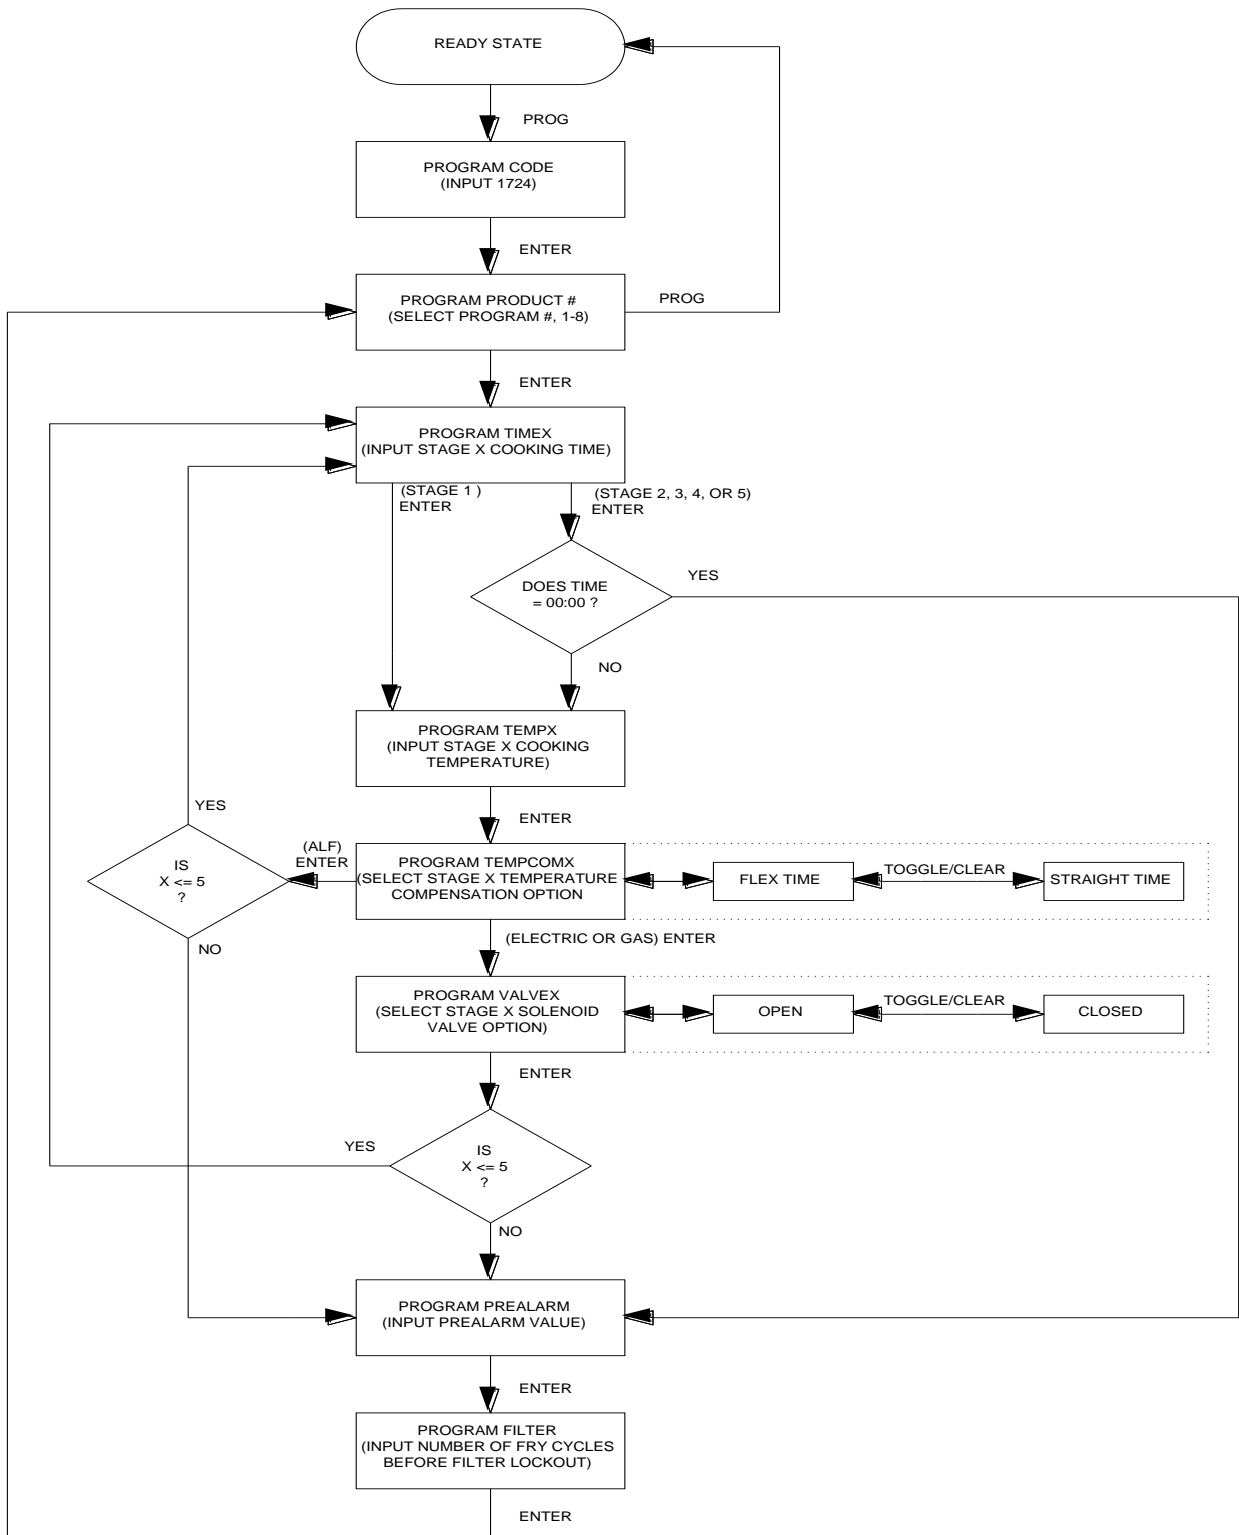 READY STATE
PROG
PROGRAM CODE
(INPUT 1724)
ENTER
PROGRAM PRODUCT #
(SELECT PROGRAM #, 1-8)
PROG
ENTER
PROGRAM TIMEX
(INPUT STAGE X COOKING TIME)
(STAGE 1 )
ENTER
(STAGE 2, 3, 4, OR 5)
ENTER
DOES TIME
= 00:00 ?
YES
NO
PROGRAM TEMPX
(INPUT STAGE X COOKING
TEMPERATURE)
ENTER
YES
IS
X <= 5
?
NO
(ALF)
ENTER
PROGRAM TEMPCOMX
(SELECT STAGE X TEMPERATURE
COMPENSATION OPTION
FLEX TIME
TOGGLE/CLEAR
STRAIGHT TIME
(ELECTRIC OR GAS) ENTER
PROGRAM VALVEX
(SELECT STAGE X SOLENOID
VALVE OPTION)
OPEN
TOGGLE/CLEAR
CLOSED
ENTER
YES
IS
X <= 5
?
NO
PROGRAM PREALARM
(INPUT PREALARM VALUE)
ENTER
PROGRAM FILTER
(INPUT NUMBER OF FRY CYCLES
BEFORE FILTER LOCKOUT)
ENTER